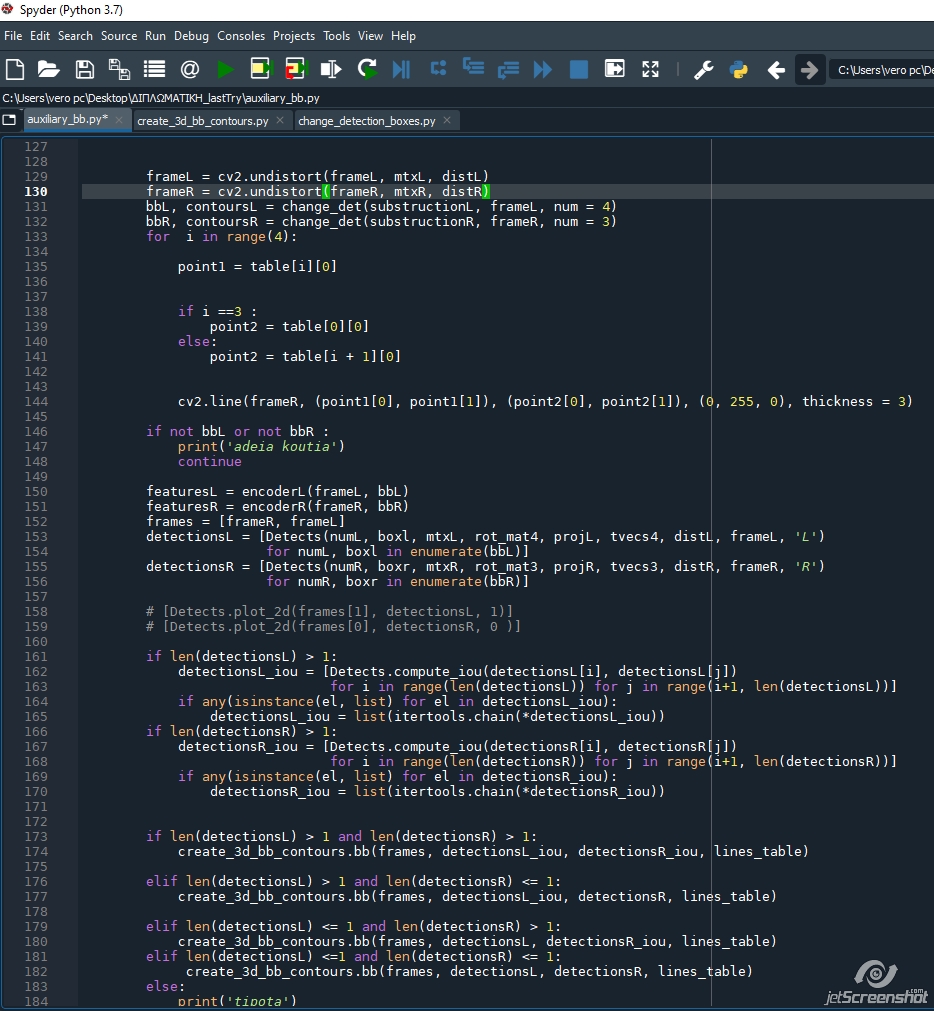 Spyder (Python 3.7)
File Edit Search Source Run Debug Consoles Projects Tools View Help
C:\Users\vero pc\De
C:\Users\vero pc\Desktop\ΔΙΠΛΩΜΑΤΙΚΗ_lastTry\auxiliary_bb.py
auxiliary_bb.py* create_3d_bb_contours.py change_detection_boxes.py
127
128
129 frameL = cv2.undistort(frameL, mtxL, distL)
130 frameR = cv2.undistort(frameR, mtxR, distR)
131 bbL, contoursL = change_det(substructionL, frameL, num = 4)
132 bbR, contoursR = change_det(substructionR, frameR, num = 3)
133 for  i in range(4):
134
135 point1 = table[i][0]
136
137
138 if i ==3 :
139 point2 = table[0][0]
140 else:
141 point2 = table[i + 1][0]
142
143
144 cv2.line(frameR, (point1[0], point1[1]), (point2[0], point2[1]), (0, 255, 0), thickness = 3)
145
146 if not bbL or not bbR :
147 print('adeia koutia')
148 continue
149
150 featuresL = encoderL(frameL, bbL)
151 featuresR = encoderR(frameR, bbR)
152 frames = [frameR, frameL]
153 detectionsL = [Detects(numL, boxl, mtxL, rot_mat4, projL, tvecs4, distL, frameL, 'L')
154 for numL, boxl in enumerate(bbL)]
155 detectionsR = [Detects(numR, boxr, mtxR, rot_mat3, projR, tvecs3, distR, frameR, 'R')
156 for numR, boxr in enumerate(bbR)]
157
158 # [Detects.plot_2d(frames[1], detectionsL, 1)]
159 # [Detects.plot_2d(frames[0], detectionsR, 0 )]
160
161 if len(detectionsL) > 1:
162 detectionsL_iou = [Detects.compute_iou(detectionsL[i], detectionsL[j])
163 for i in range(len(detectionsL)) for j in range(i+1, len(detectionsL))]
164 if any(isinstance(el, list) for el in detectionsL_iou):
165 detectionsL_iou = list(itertools.chain(*detectionsL_iou))
166 if len(detectionsR) > 1:
167 detectionsR_iou = [Detects.compute_iou(detectionsR[i], detectionsR[j])
168 for i in range(len(detectionsR)) for j in range(i+1, len(detectionsR))]
169 if any(isinstance(el, list) for el in detectionsR_iou):
170 detectionsR_iou = list(itertools.chain(*detectionsR_iou))
171
172
173 if len(detectionsL) > 1 and len(detectionsR) > 1:
174 create_3d_bb_contours.bb(frames, detectionsL_iou, detectionsR_iou, lines_table)
175
176 elif len(detectionsL) > 1 and len(detectionsR) <= 1:
177 create_3d_bb_contours.bb(frames, detectionsL_iou, detectionsR, lines_table)
178
179 elif len(detectionsL) <= 1 and len(detectionsR) > 1:
180 create_3d_bb_contours.bb(frames, detectionsL, detectionsR_iou, lines_table)
181 elif len(detectionsL) <=1 and len(detectionsR) <= 1:
182 create_3d_bb_contours.bb(frames, detectionsL, detectionsR, lines_table)
183 else:
184 print('tipota')
jetScreenshot.com